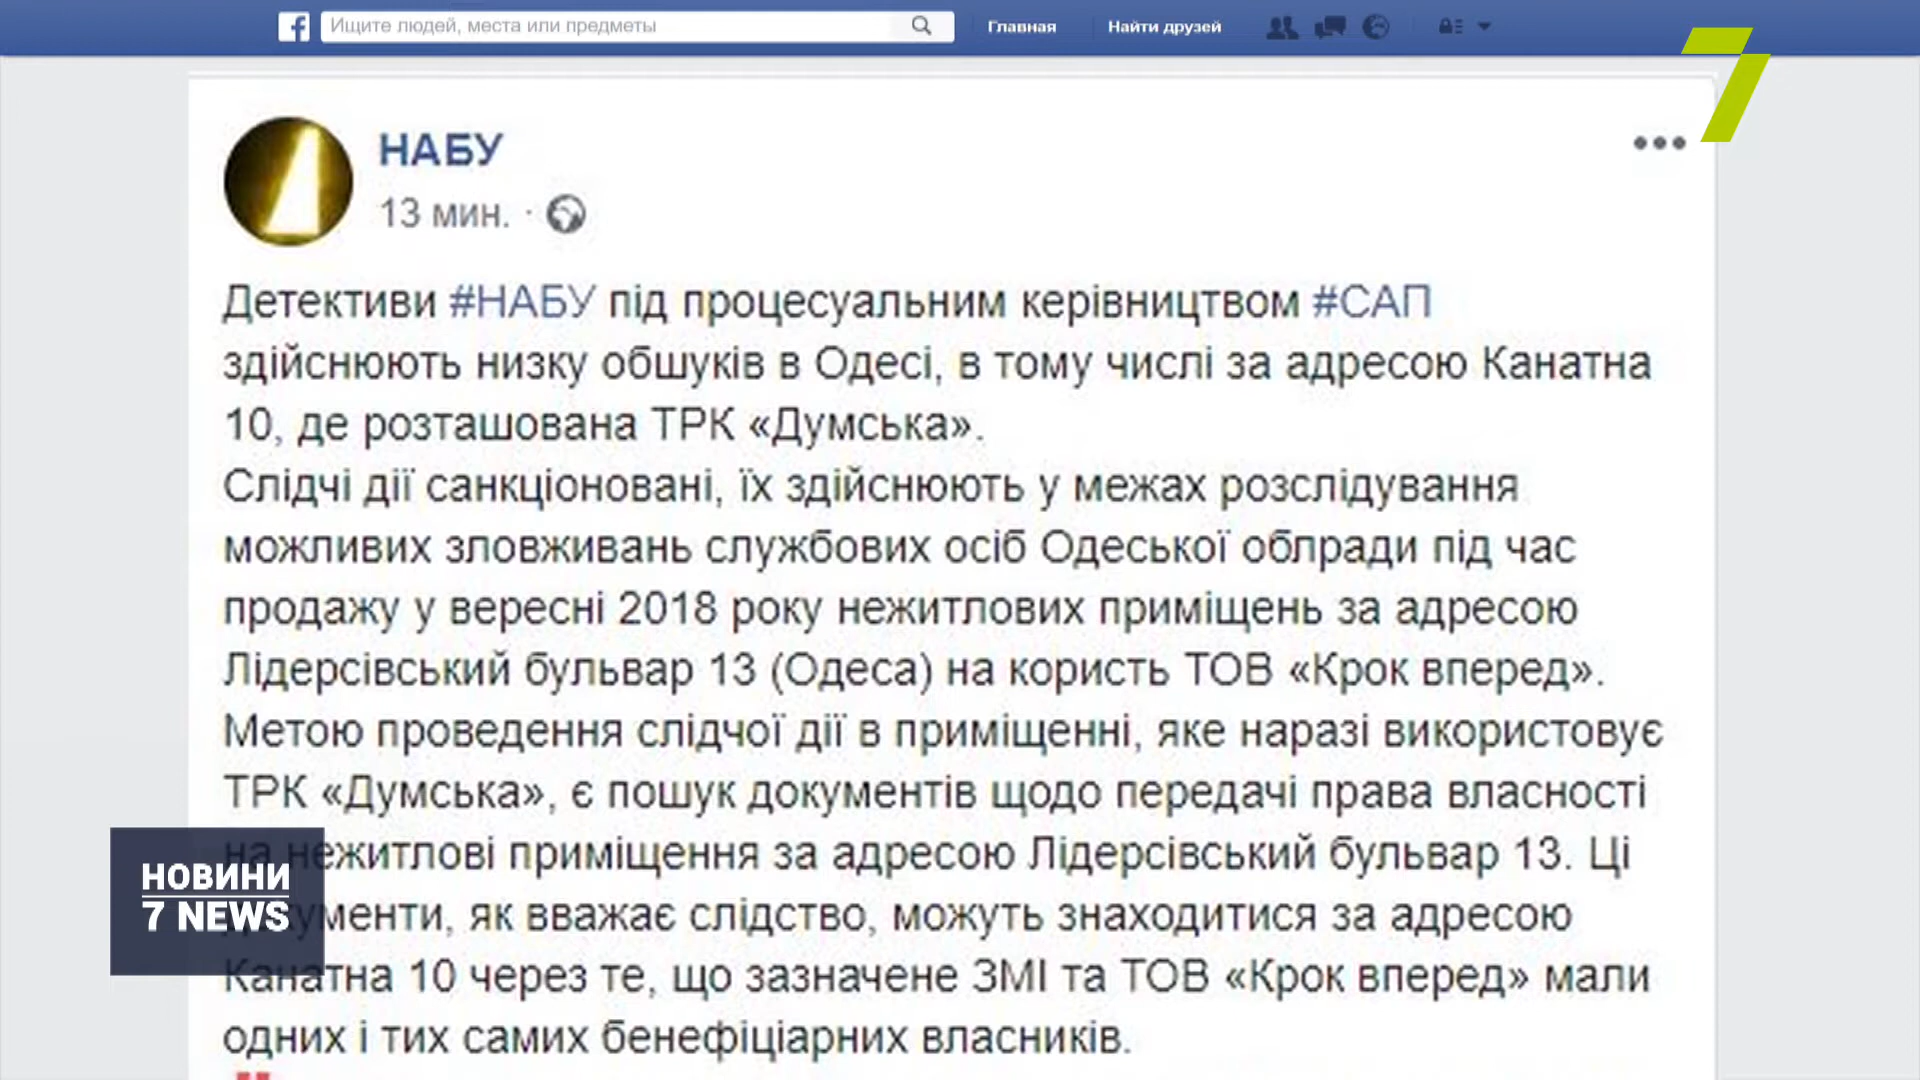 Ищите людей, места или предметы
Главная
Найти друзей
7
НАБУ
13 мин. ·
Детективи #НАБУ під процесуальним керівництвом #САП
здійснюють низку обшуків в Одесі, в тому числі за адресою Канатна
10, де розташована ТРК «Думська».
Слідчі дії санкціоновані, їх здійснюють у межах розслідування
можливих зловживань службових осіб Одеської облради під час
продажу у вересні 2018 року нежитлових приміщень за адресою
Лідерсівський бульвар 13 (Одеса) на користь ТОВ «Крок вперед».
Метою проведення слідчої дії в приміщенні, яке наразі використовує
ТРК «Думська», є пошук документів щодо передачі права власності
на нежитлові приміщення за адресою Лідерсівський бульвар 13. Ці
документи, як вважає слідство, можуть знаходитися за адресою
Канатна 10 через те, що зазначене ЗМІ та ТОВ «Крок вперед» мали
одних і тих самих бенефіціарних власників.
НОВИНИ
7 NEWS